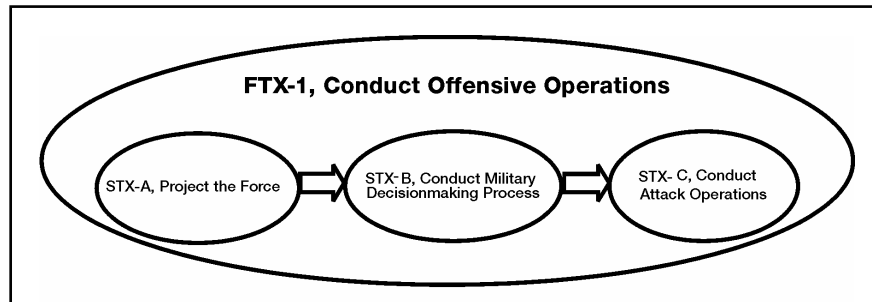 FTX-1, Conduct Offensive Operations
STX-A, Project the Force
STX-B, Conduct Military
Decisionmaking Process
STX- C, Conduct
Attack Operations